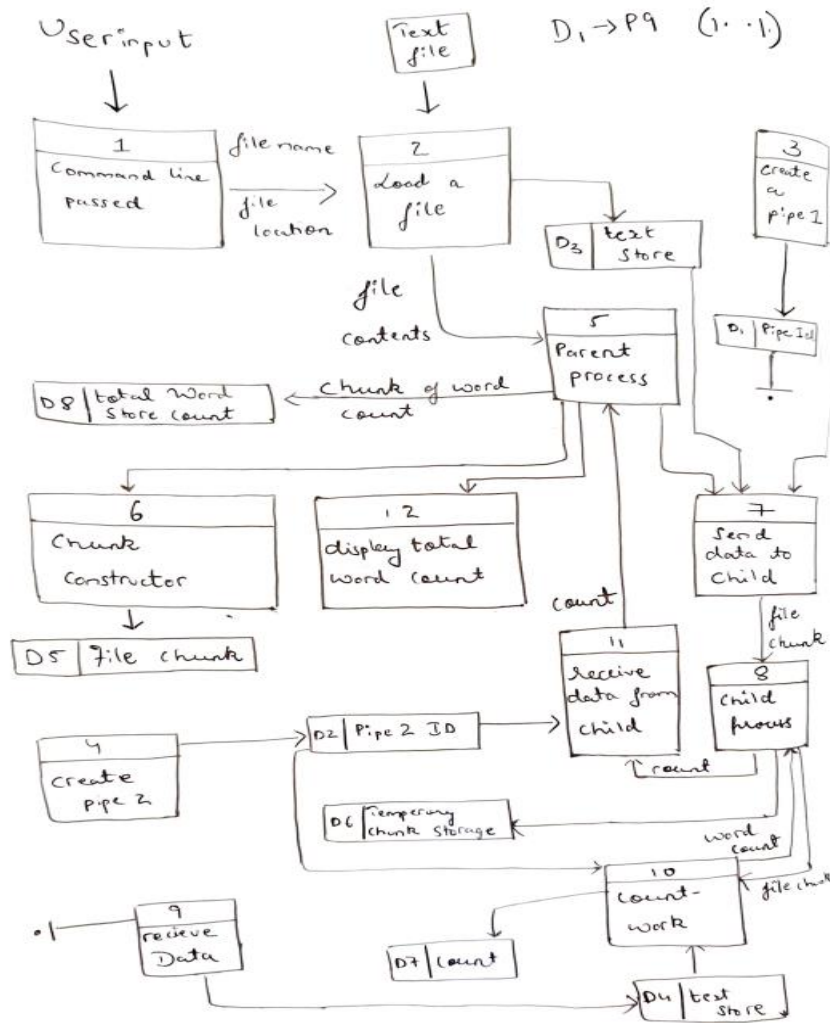 User input
Text
file
D1 → P9 (1. .1)
1
Command line
passed
file name
file
location
2
Load a
file
3
create
a
pipe 1
D3 text
store
file
contents
5
Parent
process
D1 Pipe Id
D8 total Word
Store count
Chunk of word
count
6
Chunk
Constructor
12
display total
word count
7
Send
data to
Child
count
file
chunk
D5 file chunk
11
receive
data from
child
8
Child
process
4
create
pipe 2
D2 Pipe 2 ID
count
D6 Temperory
Chunk Storage
word
count
10
count-
work
file chunk
9
recieve
Data
D7 count
D4 text
store